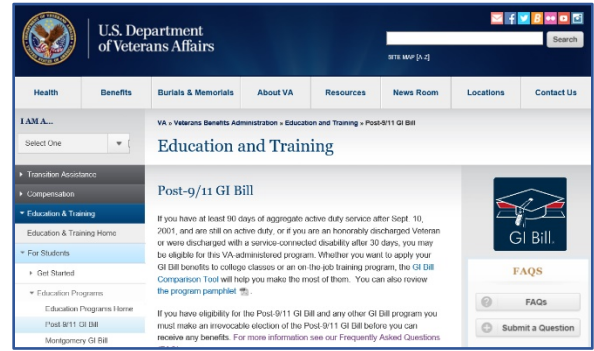 U.S. Department
of Veterans Affairs
Search
SITE MAP [A-Z]
Health
Benefits
Burials & Memorials
About VA
Resources
News Room
Locations
Contact Us
I AM A...
Select One
VA » Veterans Benefits Administration » Education and Training » Post-9/11 GI Bill
Education and Training
Transition Assistance
Compensation
Education & Training
Education & Training Home
For Students
Get Started
Education Programs
Education Programs Home
Post 9/11 GI Bill
Montgomery GI Bill
Post-9/11 GI Bill
If you have at least 90 days of aggregate active duty service after Sept. 10,
2001, and are still on active duty, or if you are an honorably discharged Veteran
or were discharged with a service-connected disability after 30 days, you may
be eligible for this VA-administered program. Whether you want to apply your
GI Bill benefits to college classes or an on-the-job training program, the GI Bill
Comparison Tool will help you make the most of them. You can also review
the program pamphlet
If you have eligibility for the Post-9/11 GI Bill and any other GI Bill program you
must make an irrevocable election of the Post-9/11 GI Bill before you can
receive any benefits. For more information see our Frequently Asked Questions
GI Bill.
FAQS
FAQs
Submit a Question